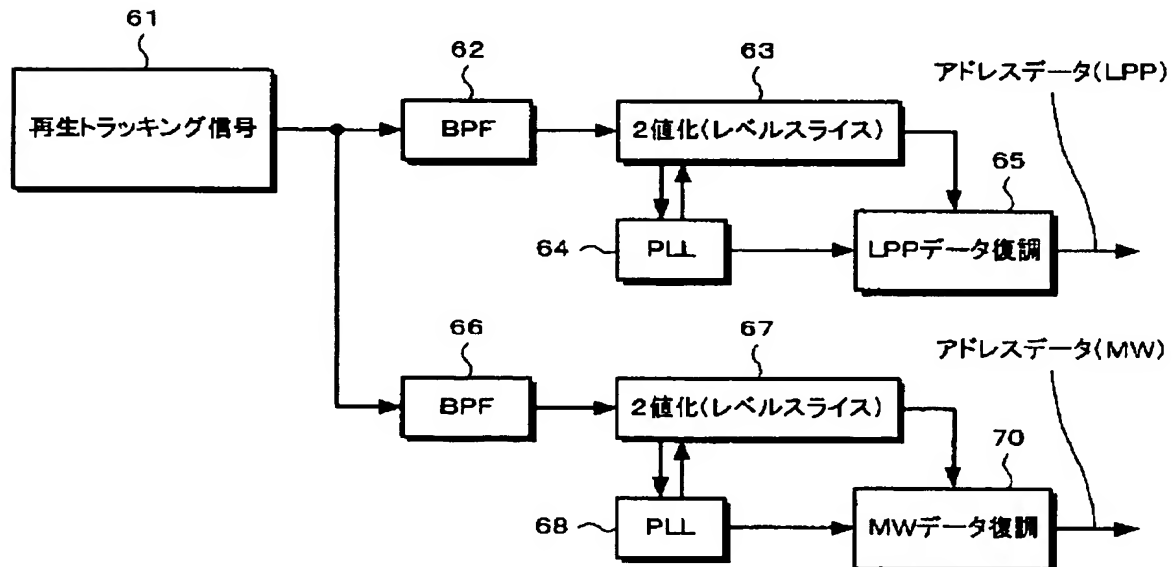 61
再生トラッキング信号
62
BPF
63
2値化(レベルスライス)
アドレスデータ(LPP)
64
PLL
65
LPPデータ復調
66
BPF
67
2値化(レベルスライス)
アドレスデータ(MW)
68
PLL
70
MWデータ復調